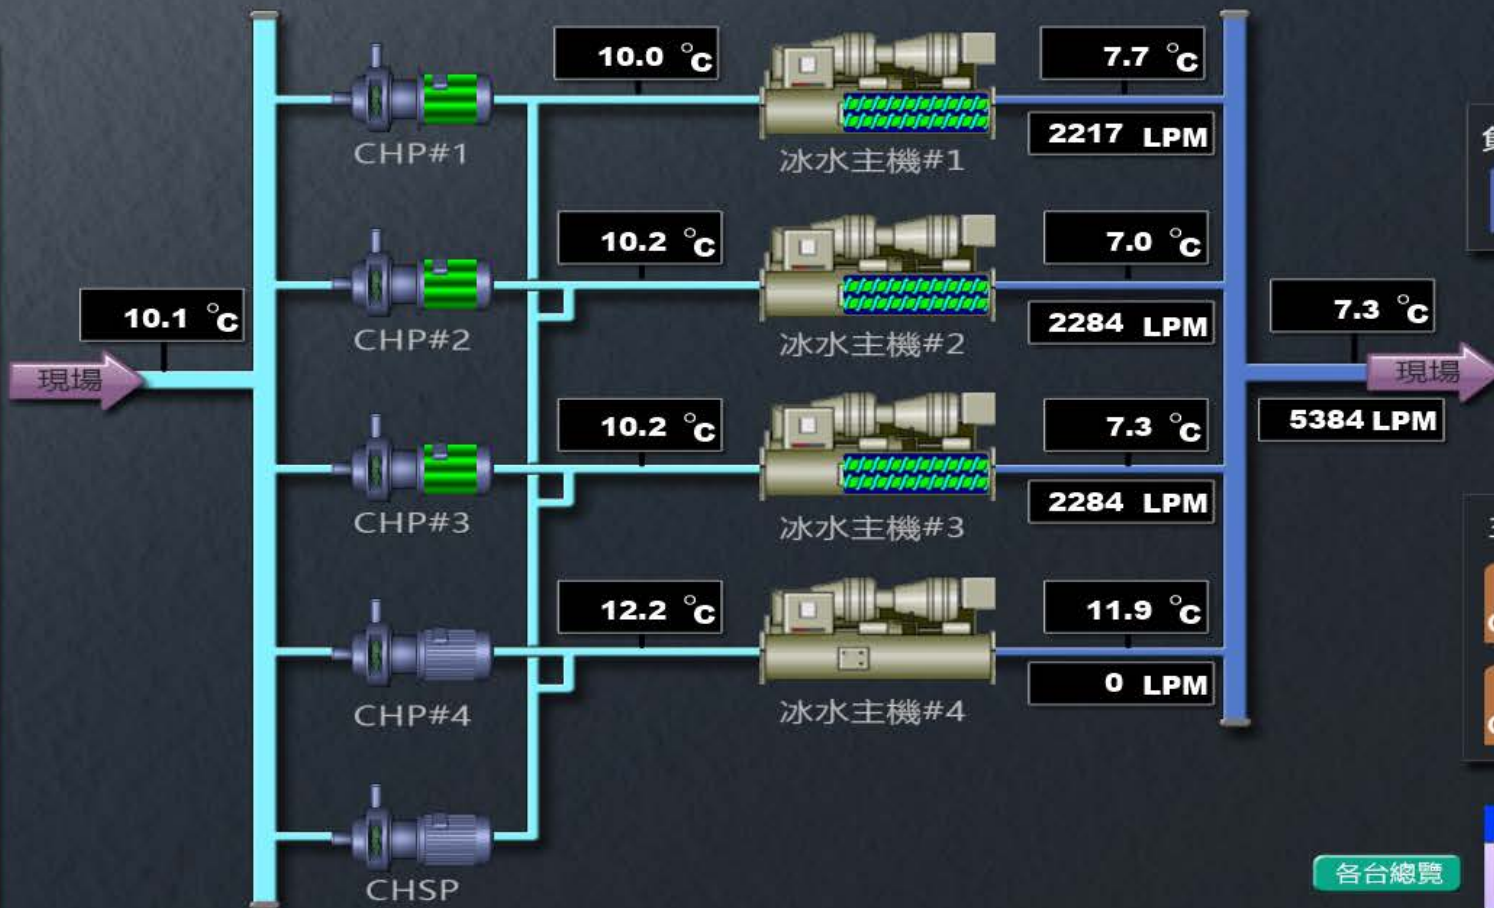 10.0 °C
7.7 °C
CHP#1
冰水主機#1
2217 LPM
10.2 °C
7.0 °C
CHP#2
冰水主機#2
2284 LPM
10.1 °C
7.3 °C
現場
現場
5384 LPM
10.2 °C
7.3 °C
CHP#3
冰水主機#3
2284 LPM
12.2 °C
11.9 °C
CHP#4
冰水主機#4
0 LPM
CHSP
各台總覽